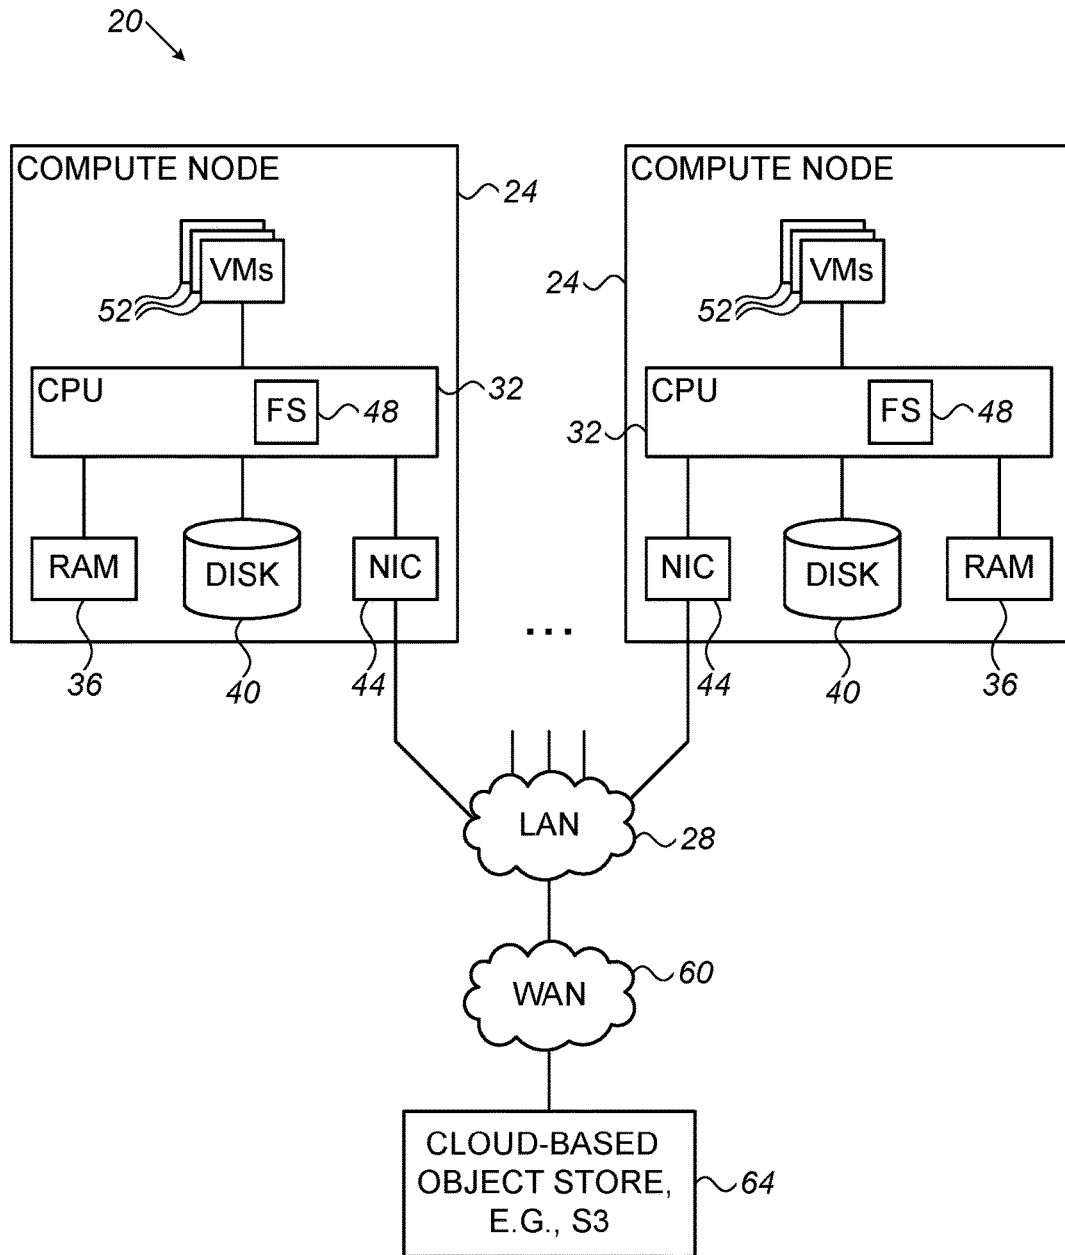 20
COMPUTE NODE
24
VMs
52
CPU
FS
48
32
RAM
DISK
NIC
36
40
44
COMPUTE NODE
24
VMs
52
CPU
FS
48
32
NIC
DISK
RAM
44
40
36
...
LAN
28
WAN
60
CLOUD-BASED
OBJECT STORE,
E.G., S3
64